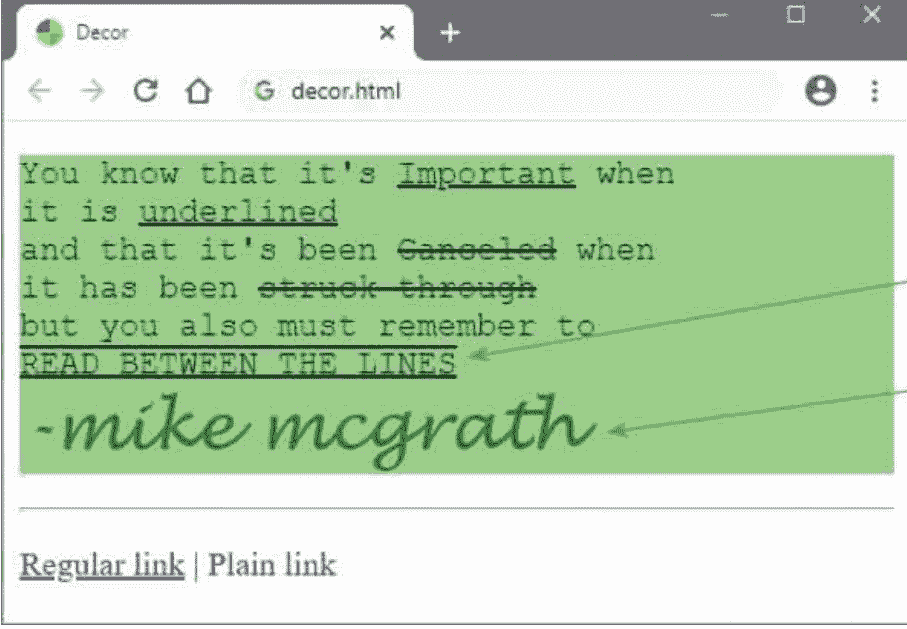 Decor
decor.html
You know that it's Important when
it is underlined
and that it's been Canceled when
it has been struck through
but you also must remember to
READ BETWEEN THE LINES
-mike mcgrath
Regular link | Plain link